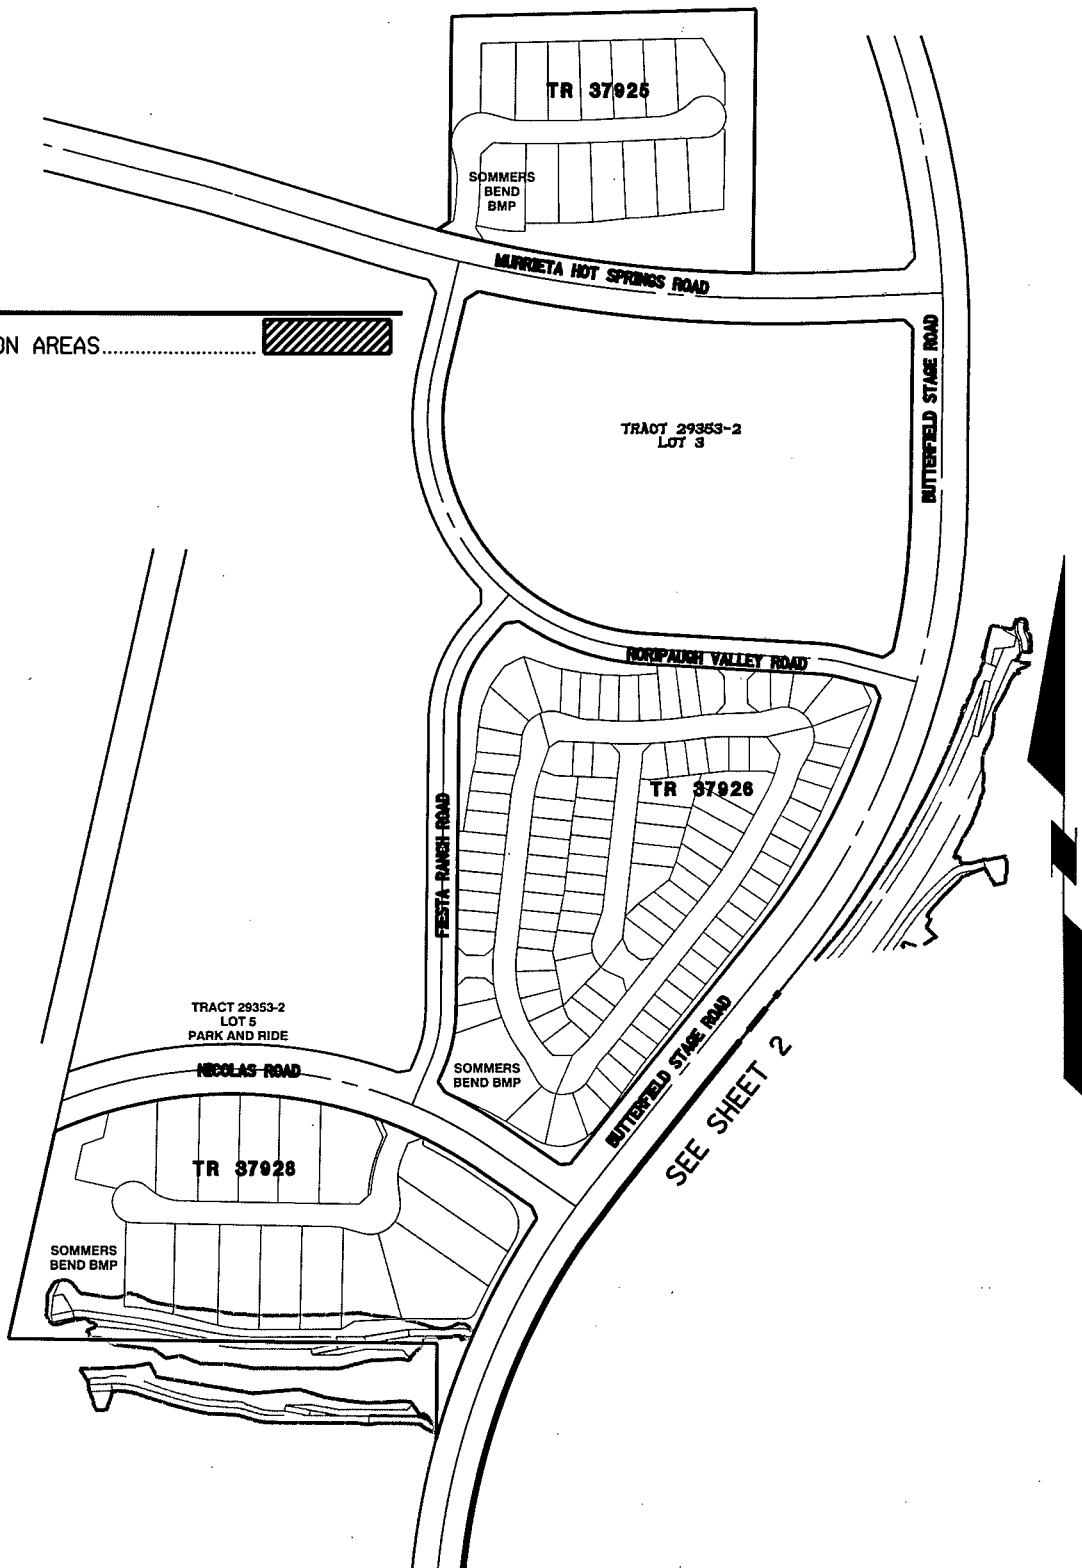 TR 37925
SOMMERS
BEND
BMP
MURRIETA HOT SPRINGS ROAD
ON AREAS..........................
BUTTERFIELD STAGE ROAD
TRACT 29353-2
LOT 3
RORIPAUGH VALLEY ROAD
TR 37926
FIESTA RANCH ROAD
TRACT 29353-2
LOT 5
PARK AND RIDE
NICOLAS ROAD
SOMMERS
BEND BMP
BUTTERFIELD STAGE ROAD
SEE SHEET 2
TR 37928
SOMMERS
BEND BMP